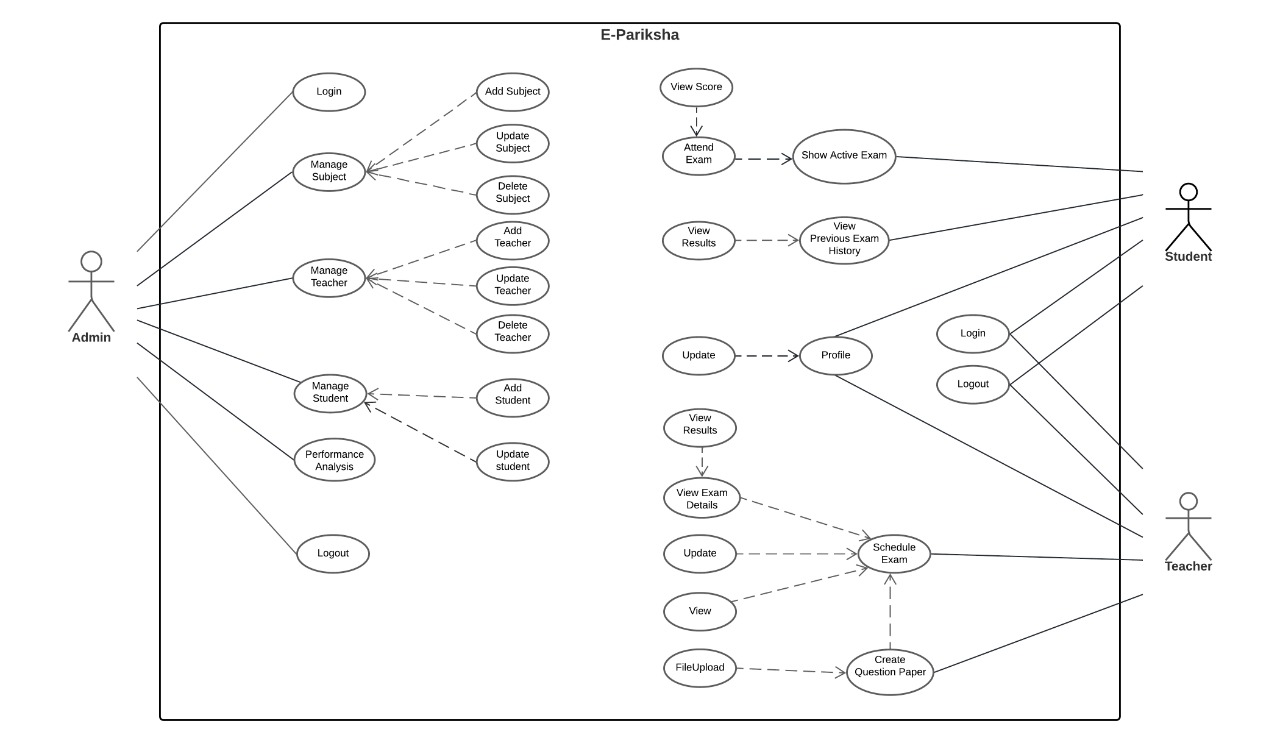 E-Pariksha
Login
Manage
Subject
Manage
Teacher
Manage
Student
Performance
Analysis
Logout
Admin
Add Subject
Update
Subject
Delete
Subject
Add
Teacher
Update
Teacher
Delete
Teacher
Add
Student
Update
student
View Score
Attend
Exam
Show Active Exam
View
Results
View
Previous Exam
History
Update
Profile
Login
Logout
View
Results
View Exam
Details
Update
Schedule
Exam
View
FileUpload
Create
Question Paper
Student
Teacher